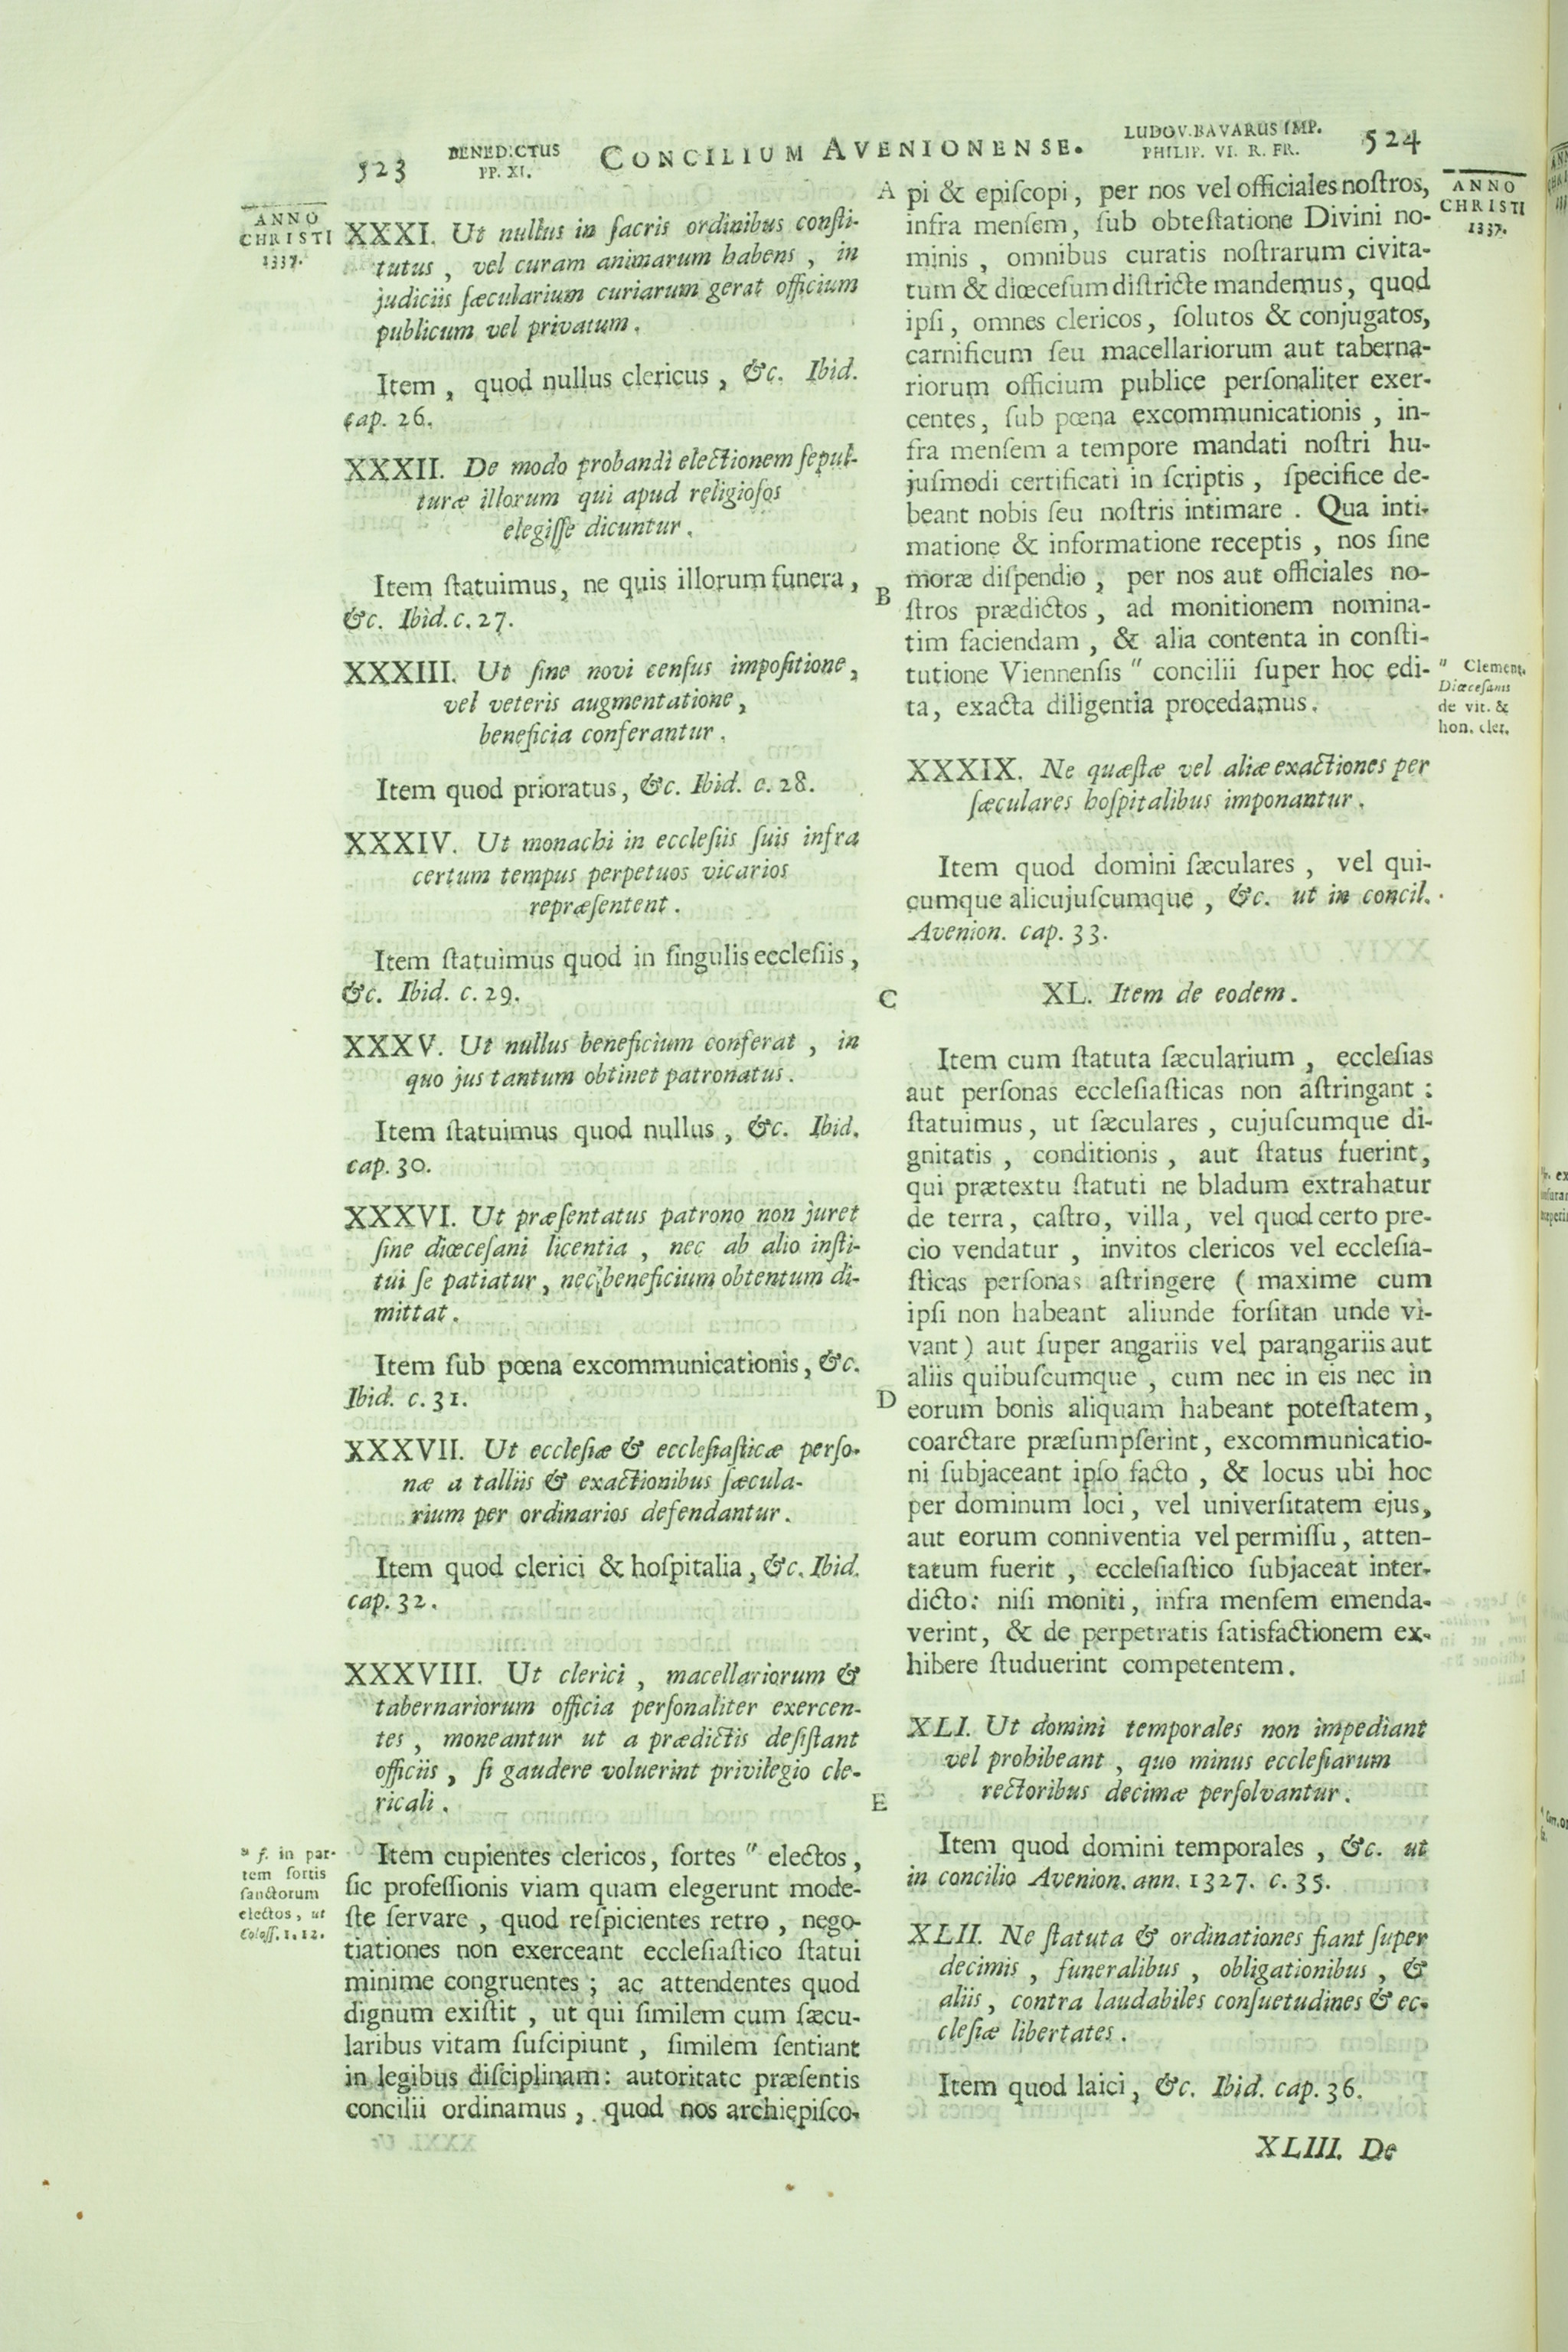 523
BENEDICTUS
PP. XI.
CONCILIUM AVENIONENSE.
LUDOV. BAVARUS IMP.
PHILIP. VI. R. FR.
524
ANNO
CHRISTI
1337.
XXXI. Ut nullus in ſacris ordinibus conſti-
tutus , vel curam animarum habens , in
judiciis ſæcularium curiarum gerat officium
publicum vel privatum.
Item , quod nullus clericus , &c. Ibid.
cap. 26.
XXXII. De modo probandi electionem ſepul-
turæ illorum qui apud religioſos
elegiſſe dicuntur.
Item ſtatuimus, ne quis illorum funera,
&c. Ibid. c. 27.
XXXIII. Ut ſine novi cenſus impoſitione,
vel veteris augmentatione,
beneficia conferantur.
Item quod prioratus, &c. Ibid. c. 28.
XXXIV. Ut monachi in eccleſiis ſuis infra
certum tempus perpetuos vicarios
repræſentent.
Item ſtatuimus quod in ſingulis eccleſiis,
&c. Ibid. c. 29.
XXXV. Ut nullus beneficium conferat , in
quo jus tantum obtinet patronatus.
Item ſtatuimus quod nullus , &c. Ibid.
cap. 30.
XXXVI. Ut præſentatus patrono non juret
ſine diœceſani licentia , nec ab alio inſti-
tui ſe patiatur, nec beneficium obtentum di-
mittat.
Item ſub pœna excommunicationis, &c.
Ibid. c. 31.
XXXVII. Ut eccleſiæ & eccleſiaſticæ perſo-
næ a talliis & exactionibus ſæcula-
rium per ordinarios defendantur.
Item quod clerici & hoſpitalia, &c. Ibid.
cap. 32.
XXXVIII. Ut clerici , macellariorum &
tabernariorum officia perſonaliter exercen-
tes , moneantur ut a prædictis deſiſtant
officiis , ſi gaudere voluerint privilegio cle-
ricali.
" f. in par-
tem ſortis
ſanctorum
electos, ut
Coloſſ. 1. 12.
Item cupientes clericos, ſortes " electos,
ſic profeſſionis viam quam elegerunt mode-
ſte ſervare , quod reſpicientes retro , nego-
tiationes non exerceant eccleſiaſtico ſtatui
minime congruentes ; ac attendentes quod
dignum exiſtit , ut qui ſimilem cum ſæcu-
laribus vitam ſuſcipiunt , ſimilem ſentiant
in legibus diſciplinam: autoritate præſentis
concilii ordinamus , quod nos archiepiſco-
A
B
C
D
E
pi & epiſcopi, per nos vel officiales noſtros,
infra menſem, ſub obteſtatione Divini no-
minis , omnibus curatis noſtrarum civita-
tum & diœceſum diſtricte mandemus, quod
ipſi, omnes clericos, ſolutos & conjugatos,
carnificum ſeu macellariorum aut taberna-
riorum officium publice perſonaliter exer-
centes, ſub pœna excommunicationis , in-
fra menſem a tempore mandati noſtri hu-
juſmodi certificati in ſcriptis , ſpecifice de-
beant nobis ſeu noſtris intimare . Qua inti-
matione & informatione receptis , nos ſine
moræ diſpendio , per nos aut officiales no-
ſtros prædictos , ad monitionem nomina-
tim faciendam , & alia contenta in conſti-
tutione Viennenſis " concilii ſuper hoc edi-
ta, exacta diligentia procedamus.
ANNO
CHRISTI
1337.
" Clement.
Diœceſanis
de vit. &
hon. cler.
XXXIX. Ne quæſtæ vel aliæ exactiones per
ſæculares hoſpitalibus imponantur.
Item quod domini ſæculares , vel qui-
cumque alicujuſcumque , &c. ut in concil.
Avenion. cap. 33.
XL. Item de eodem.
Item cum ſtatuta ſæcularium , eccleſias
aut perſonas eccleſiaſticas non aſtringant :
ſtatuimus, ut ſæculares , cujuſcumque di-
gnitatis , conditionis , aut ſtatus fuerint,
qui prætextu ſtatuti ne bladum extrahatur
de terra, caſtro, villa, vel quod certo pre-
cio vendatur , invitos clericos vel eccleſia-
ſticas perſonas aſtringere ( maxime cum
ipſi non habeant aliunde forſitan unde vi-
vant ) aut ſuper angariis vel parangariis aut
aliis quibuſcumque , cum nec in eis nec in
eorum bonis aliquam habeant poteſtatem,
coarctare præſumpſerint, excommunicatio-
ni ſubjaceant ipſo facto , & locus ubi hoc
per dominum loci, vel univerſitatem ejus,
aut eorum conniventia vel permiſſu, atten-
tatum fuerit , eccleſiaſtico ſubjaceat inter-
dicto: niſi moniti, infra menſem emenda-
verint, & de perpetratis ſatisfactionem ex-
hibere ſtuduerint competentem.
XLI. Ut domini temporales non impediant
vel prohibeant , quo minus eccleſiarum
rectoribus decimæ perſolvantur.
Item quod domini temporales , &c. ut
in concilio Avenion. ann. 1327. c. 35.
XLII. Ne ſtatuta & ordinationes fiant ſuper
decimis , funeralibus , obligationibus , &
aliis, contra laudabiles conſuetudines & ec-
cleſiæ libertates.
Item quod laici, &c. Ibid. cap. 36.
XLIII. De